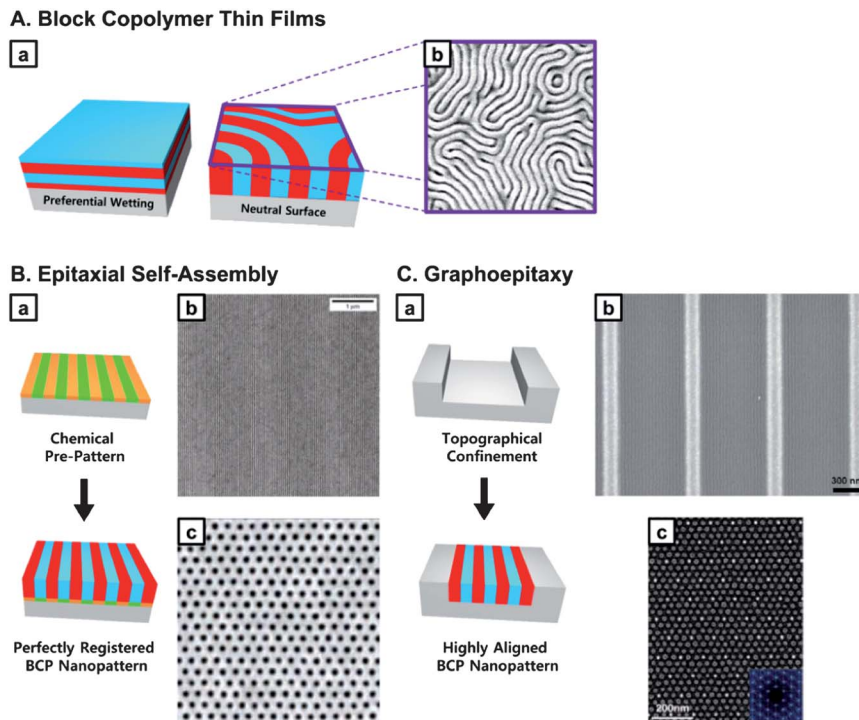 A. Block Copolymer Thin Films
a
b
Preferential Wetting
Neutral Surface
B. Epitaxial Self-Assembly
C. Graphoepitaxy
a
b
1 μm
a
b
Chemical
Pre-Pattern
Topographical
Confinement
300 nm
c
c
Perfectly Registered
BCP Nanopattern
Highly Aligned
BCP Nanopattern
200nm